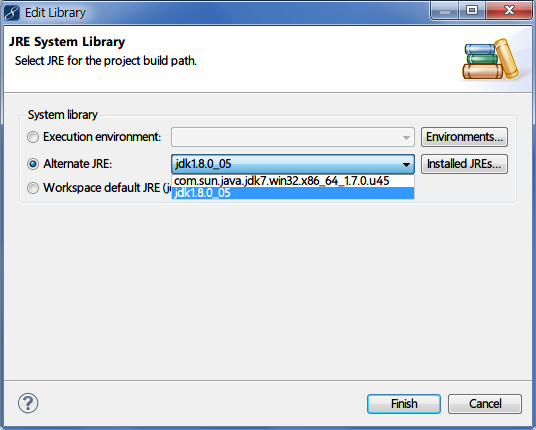 Edit Library
JRE System Library
Select JRE for the project build path.
System library
Execution environment:
Environments...
Alternate JRE:
jdk1.8.0_05
Installed JREs...
com.sun.java.jdk7.win32.x86_64_1.7.0.u45
jdk1.8.0_05
Workspace default JRE (j
Finish
Cancel